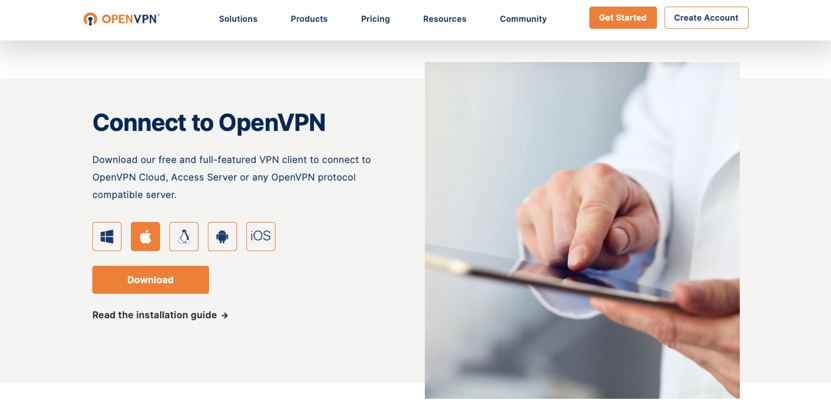 OPENVPN®
Solutions
Products
Pricing
Resources
Community
Get Started
Create Account
Connect to OpenVPN
Download our free and full-featured VPN client to connect to
OpenVPN Cloud, Access Server or any OpenVPN protocol
compatible server.
iOS
Download
Read the installation guide →